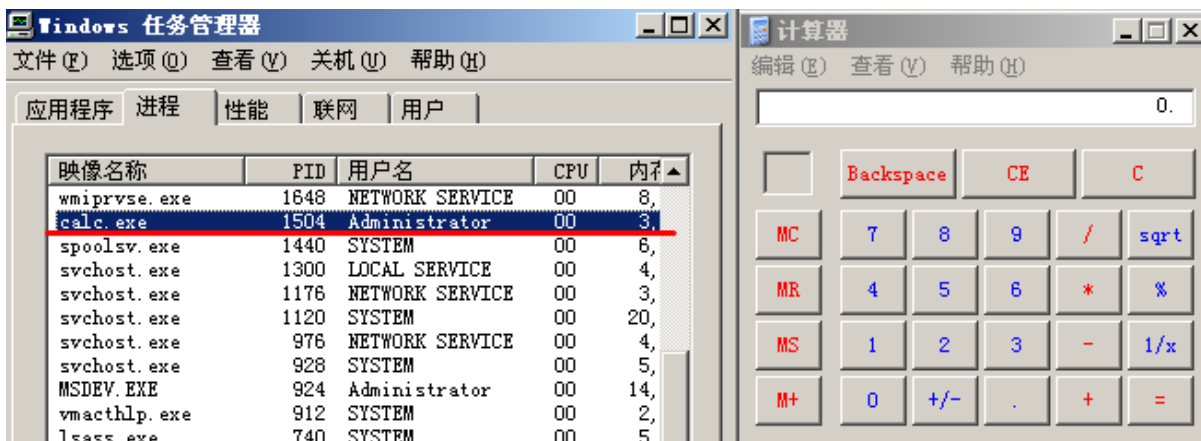 Windows 任务管理器
文件(F) 选项(O) 查看(V) 关机(U) 帮助(H)
应用程序 进程 性能 联网 用户
映像名称 PID 用户名 CPU
wmiprvse.exe 1648 NETWORK SERVICE 00 8,
calc.exe 1504 Administrator 00 3,
spoolsv.exe 1440 SYSTEM 00 6,
svchost.exe 1300 LOCAL SERVICE 00 4,
svchost.exe 1176 NETWORK SERVICE 00 3,
svchost.exe 1120 SYSTEM 00 20,
svchost.exe 976 NETWORK SERVICE 00 4,
svchost.exe 928 SYSTEM 00 5,
MSDEV.EXE 924 Administrator 00 14,
vmacthlp.exe 912 SYSTEM 00 2,
lsass.exe 740 SYSTEM 00 5
计算器
编辑(E) 查看(V) 帮助(H)
0.
Backspace CE C
MC 7 8 9 / sqrt
MR 4 5 6 * %
MS 1 2 3 - 1/x
M+ 0 +/- . + =